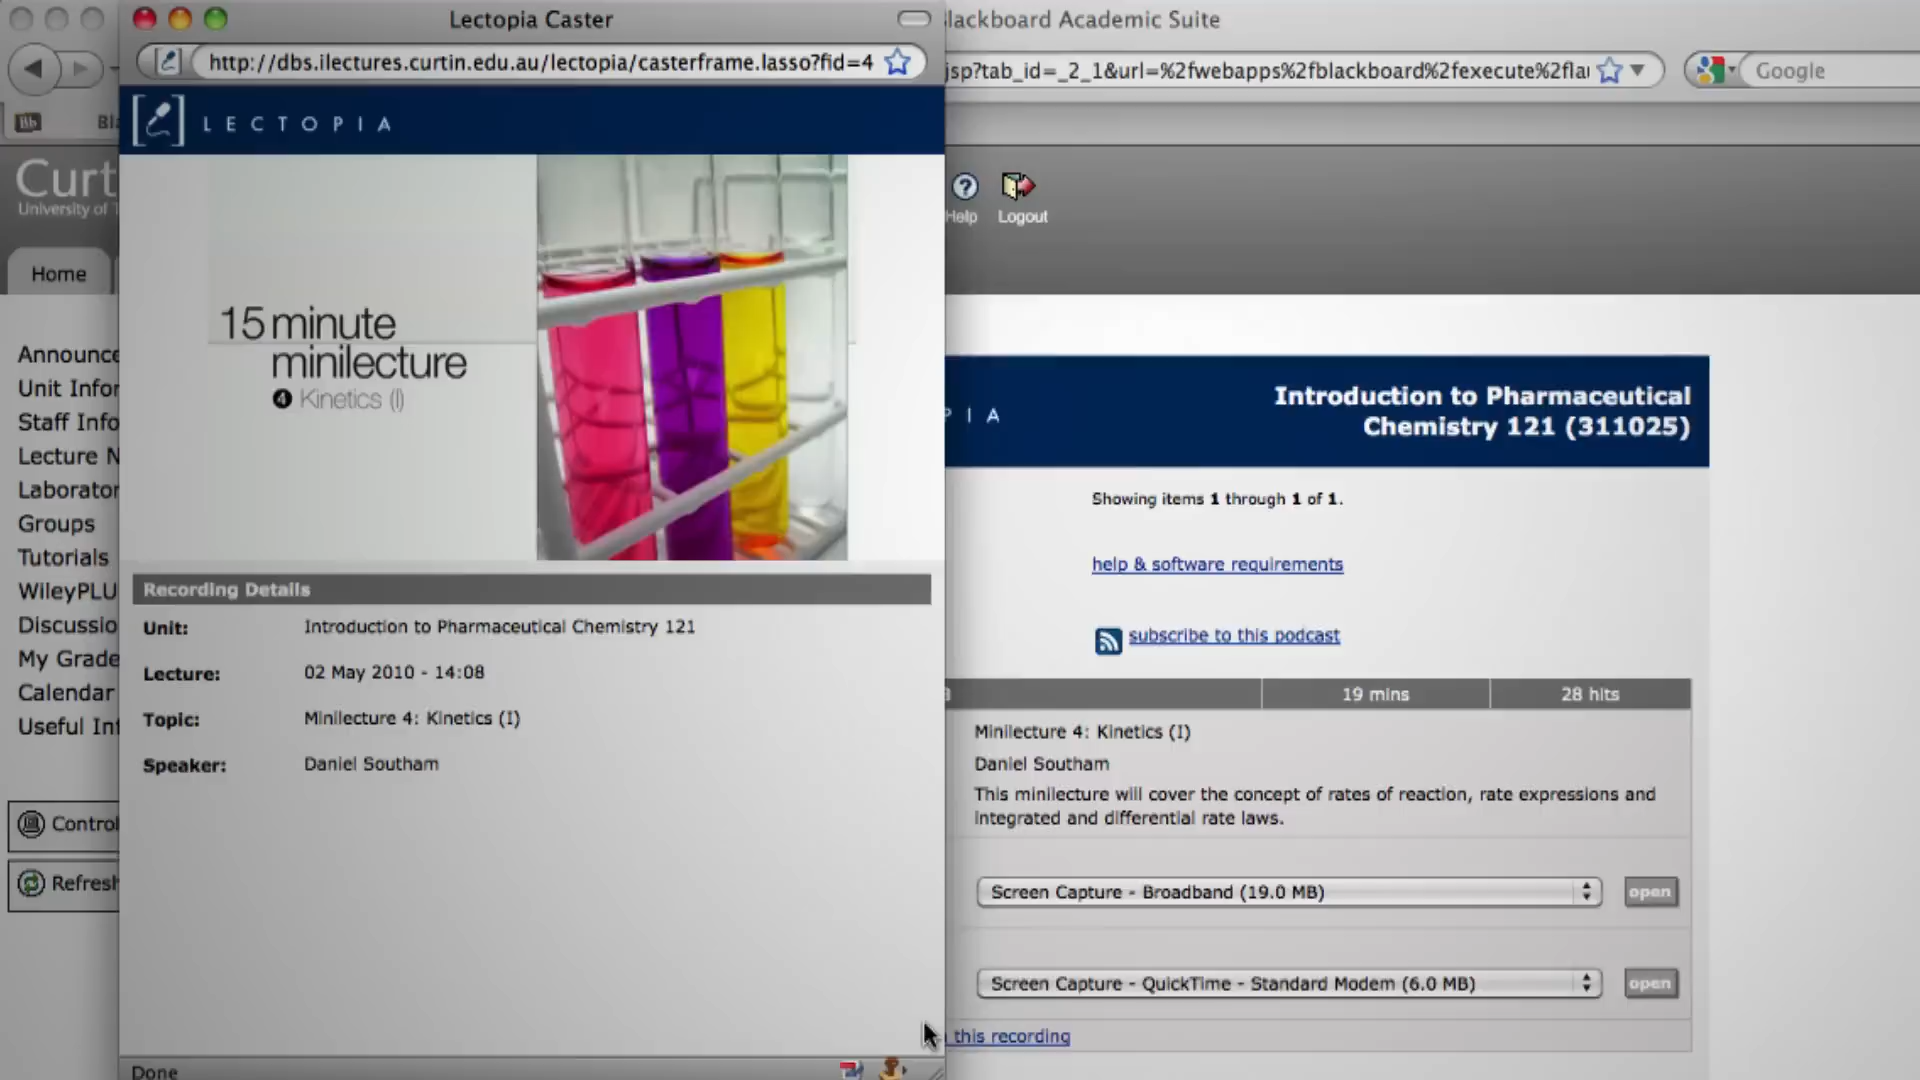 Lectopia Caster
http://dbs.ilectures.curtin.edu.au/lectopia/casterframe.lasso?fid=4
LECTOPIA
15 minute
minilecture
4 Kinetics (I)
Recording Details
Unit: Introduction to Pharmaceutical Chemistry 121
Lecture: 02 May 2010 - 14:08
Topic: Minilecture 4: Kinetics (I)
Speaker: Daniel Southam
Done
lackboard Academic Suite
jsp?tab_id=_2_1&url=%2fwebapps%2fblackboard%2fexecute%2flau
Google
Bb Bla
Curt
University of T
Help
Logout
Home
Announce
Unit Infor
Staff Info
Lecture N
Laborator
Groups
Tutorials
WileyPLU
Discussio
My Grade
Calendar
Useful Inf
Control
Refresh
P I A
Introduction to Pharmaceutical
Chemistry 121 (311025)
Showing items 1 through 1 of 1.
help & software requirements
subscribe to this podcast
19 mins
28 hits
Minilecture 4: Kinetics (I)
Daniel Southam
This minilecture will cover the concept of rates of reaction, rate expressions and
integrated and differential rate laws.
Screen Capture - Broadband (19.0 MB)
open
Screen Capture - QuickTime - Standard Modem (6.0 MB)
open
this recording